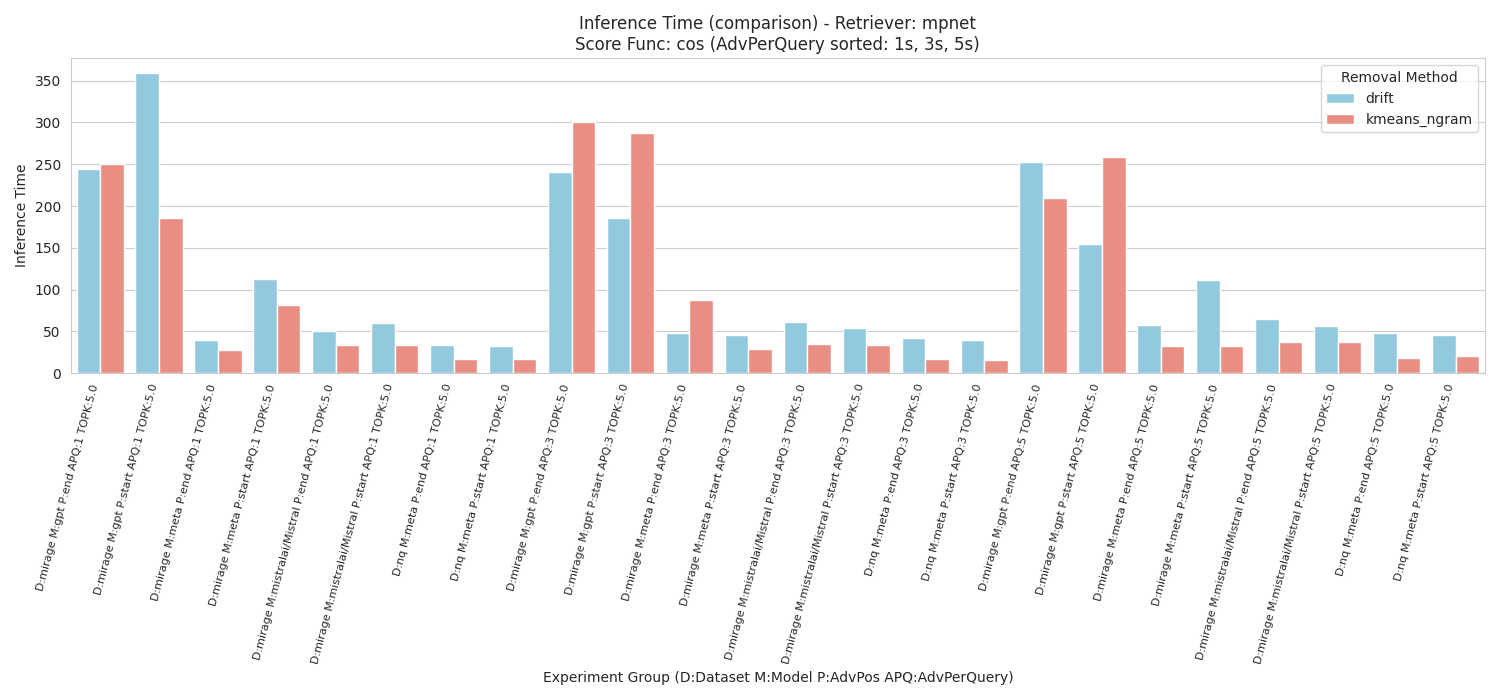 Inference Time (comparison) - Retriever: mpnet
Score Func: cos (AdvPerQuery sorted: 1s, 3s, 5s)
Removal Method
drift
kmeans_ngram
Inference Time
350
300
250
200
150
100
50
0
D:mirage M:gpt P:end APQ:1 TOPK:5.0
D:mirage M:gpt P:start APQ:1 TOPK:5.0
D:mirage M:meta P:end APQ:1 TOPK:5.0
D:mirage M:meta P:start APQ:1 TOPK:5.0
D:mirage M:mistralai/Mistral P:end APQ:1 TOPK:5.0
D:mirage M:mistralai/Mistral P:start APQ:1 TOPK:5.0
D:nq M:meta P:end APQ:1 TOPK:5.0
D:nq M:meta P:start APQ:1 TOPK:5.0
D:mirage M:gpt P:end APQ:3 TOPK:5.0
D:mirage M:gpt P:start APQ:3 TOPK:5.0
D:mirage M:meta P:end APQ:3 TOPK:5.0
D:mirage M:meta P:start APQ:3 TOPK:5.0
D:mirage M:mistralai/Mistral P:end APQ:3 TOPK:5.0
D:mirage M:mistralai/Mistral P:start APQ:3 TOPK:5.0
D:nq M:meta P:end APQ:3 TOPK:5.0
D:nq M:meta P:start APQ:3 TOPK:5.0
D:mirage M:gpt P:end APQ:5 TOPK:5.0
D:mirage M:gpt P:start APQ:5 TOPK:5.0
D:mirage M:meta P:end APQ:5 TOPK:5.0
D:mirage M:meta P:start APQ:5 TOPK:5.0
D:mirage M:mistralai/Mistral P:end APQ:5 TOPK:5.0
D:mirage M:mistralai/Mistral P:start APQ:5 TOPK:5.0
D:nq M:meta P:end APQ:5 TOPK:5.0
D:nq M:meta P:start APQ:5 TOPK:5.0
Experiment Group (D:Dataset M:Model P:AdvPos APQ:AdvPerQuery)